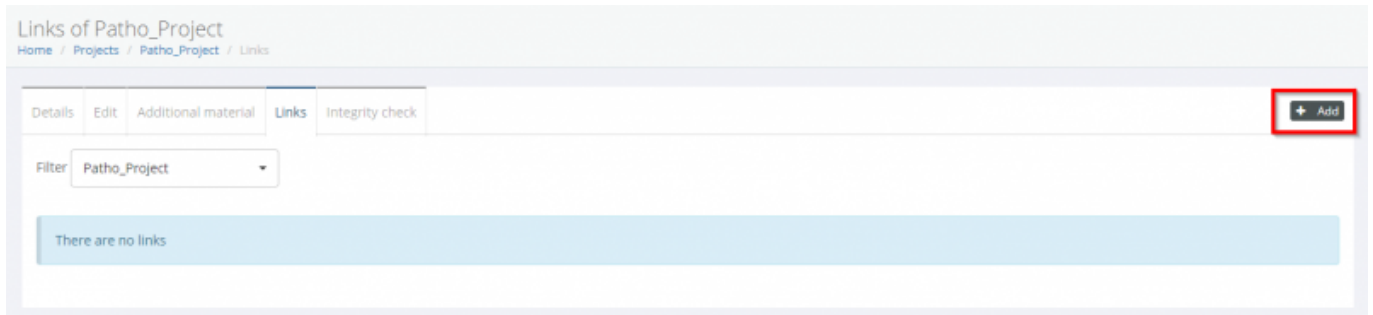 Links of Patho_Project
Home / Projects / Patho_Project / Links
Details Edit Additional material Links Integrity check + Add
Filter Patho_Project
There are no links